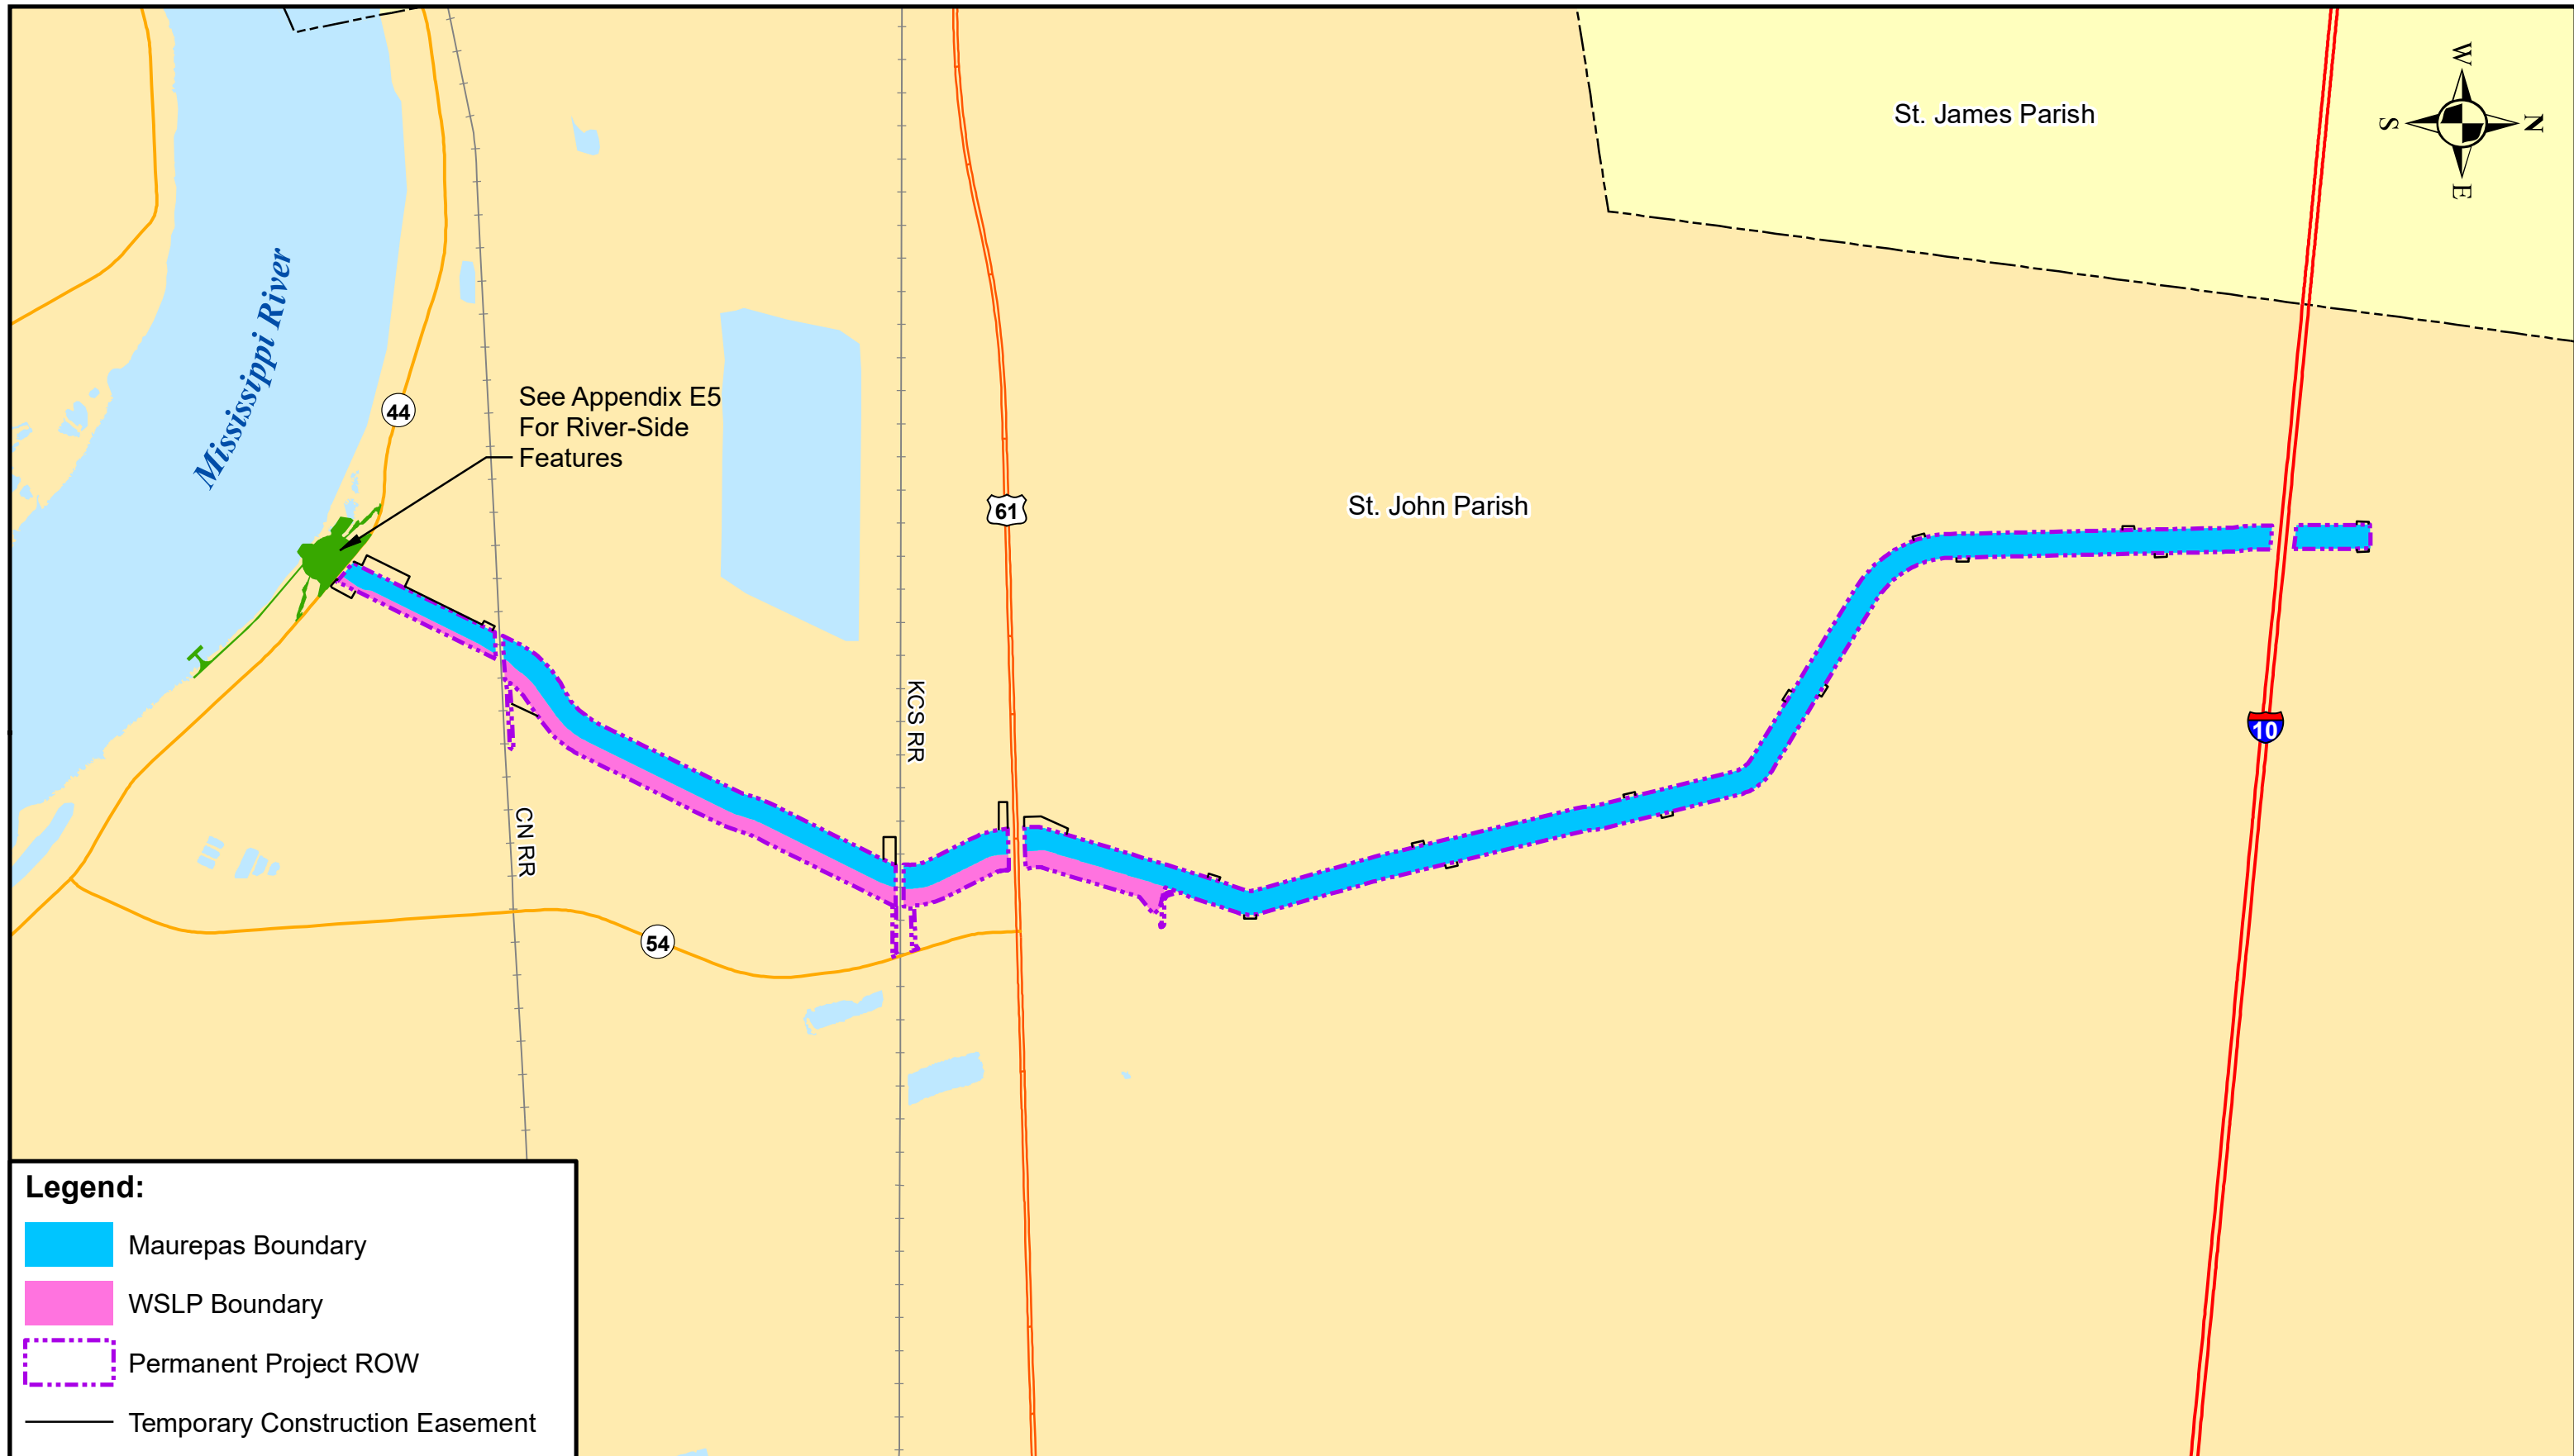 W
N
S
E
St. James Parish
Mississippi River
44
See Appendix E5
For River-Side
Features
61
St. John Parish
KCS RR
10
CN RR
54
Legend:
Maurepas Boundary
WSLP Boundary
Permanent Project ROW
Temporary Construction Easement